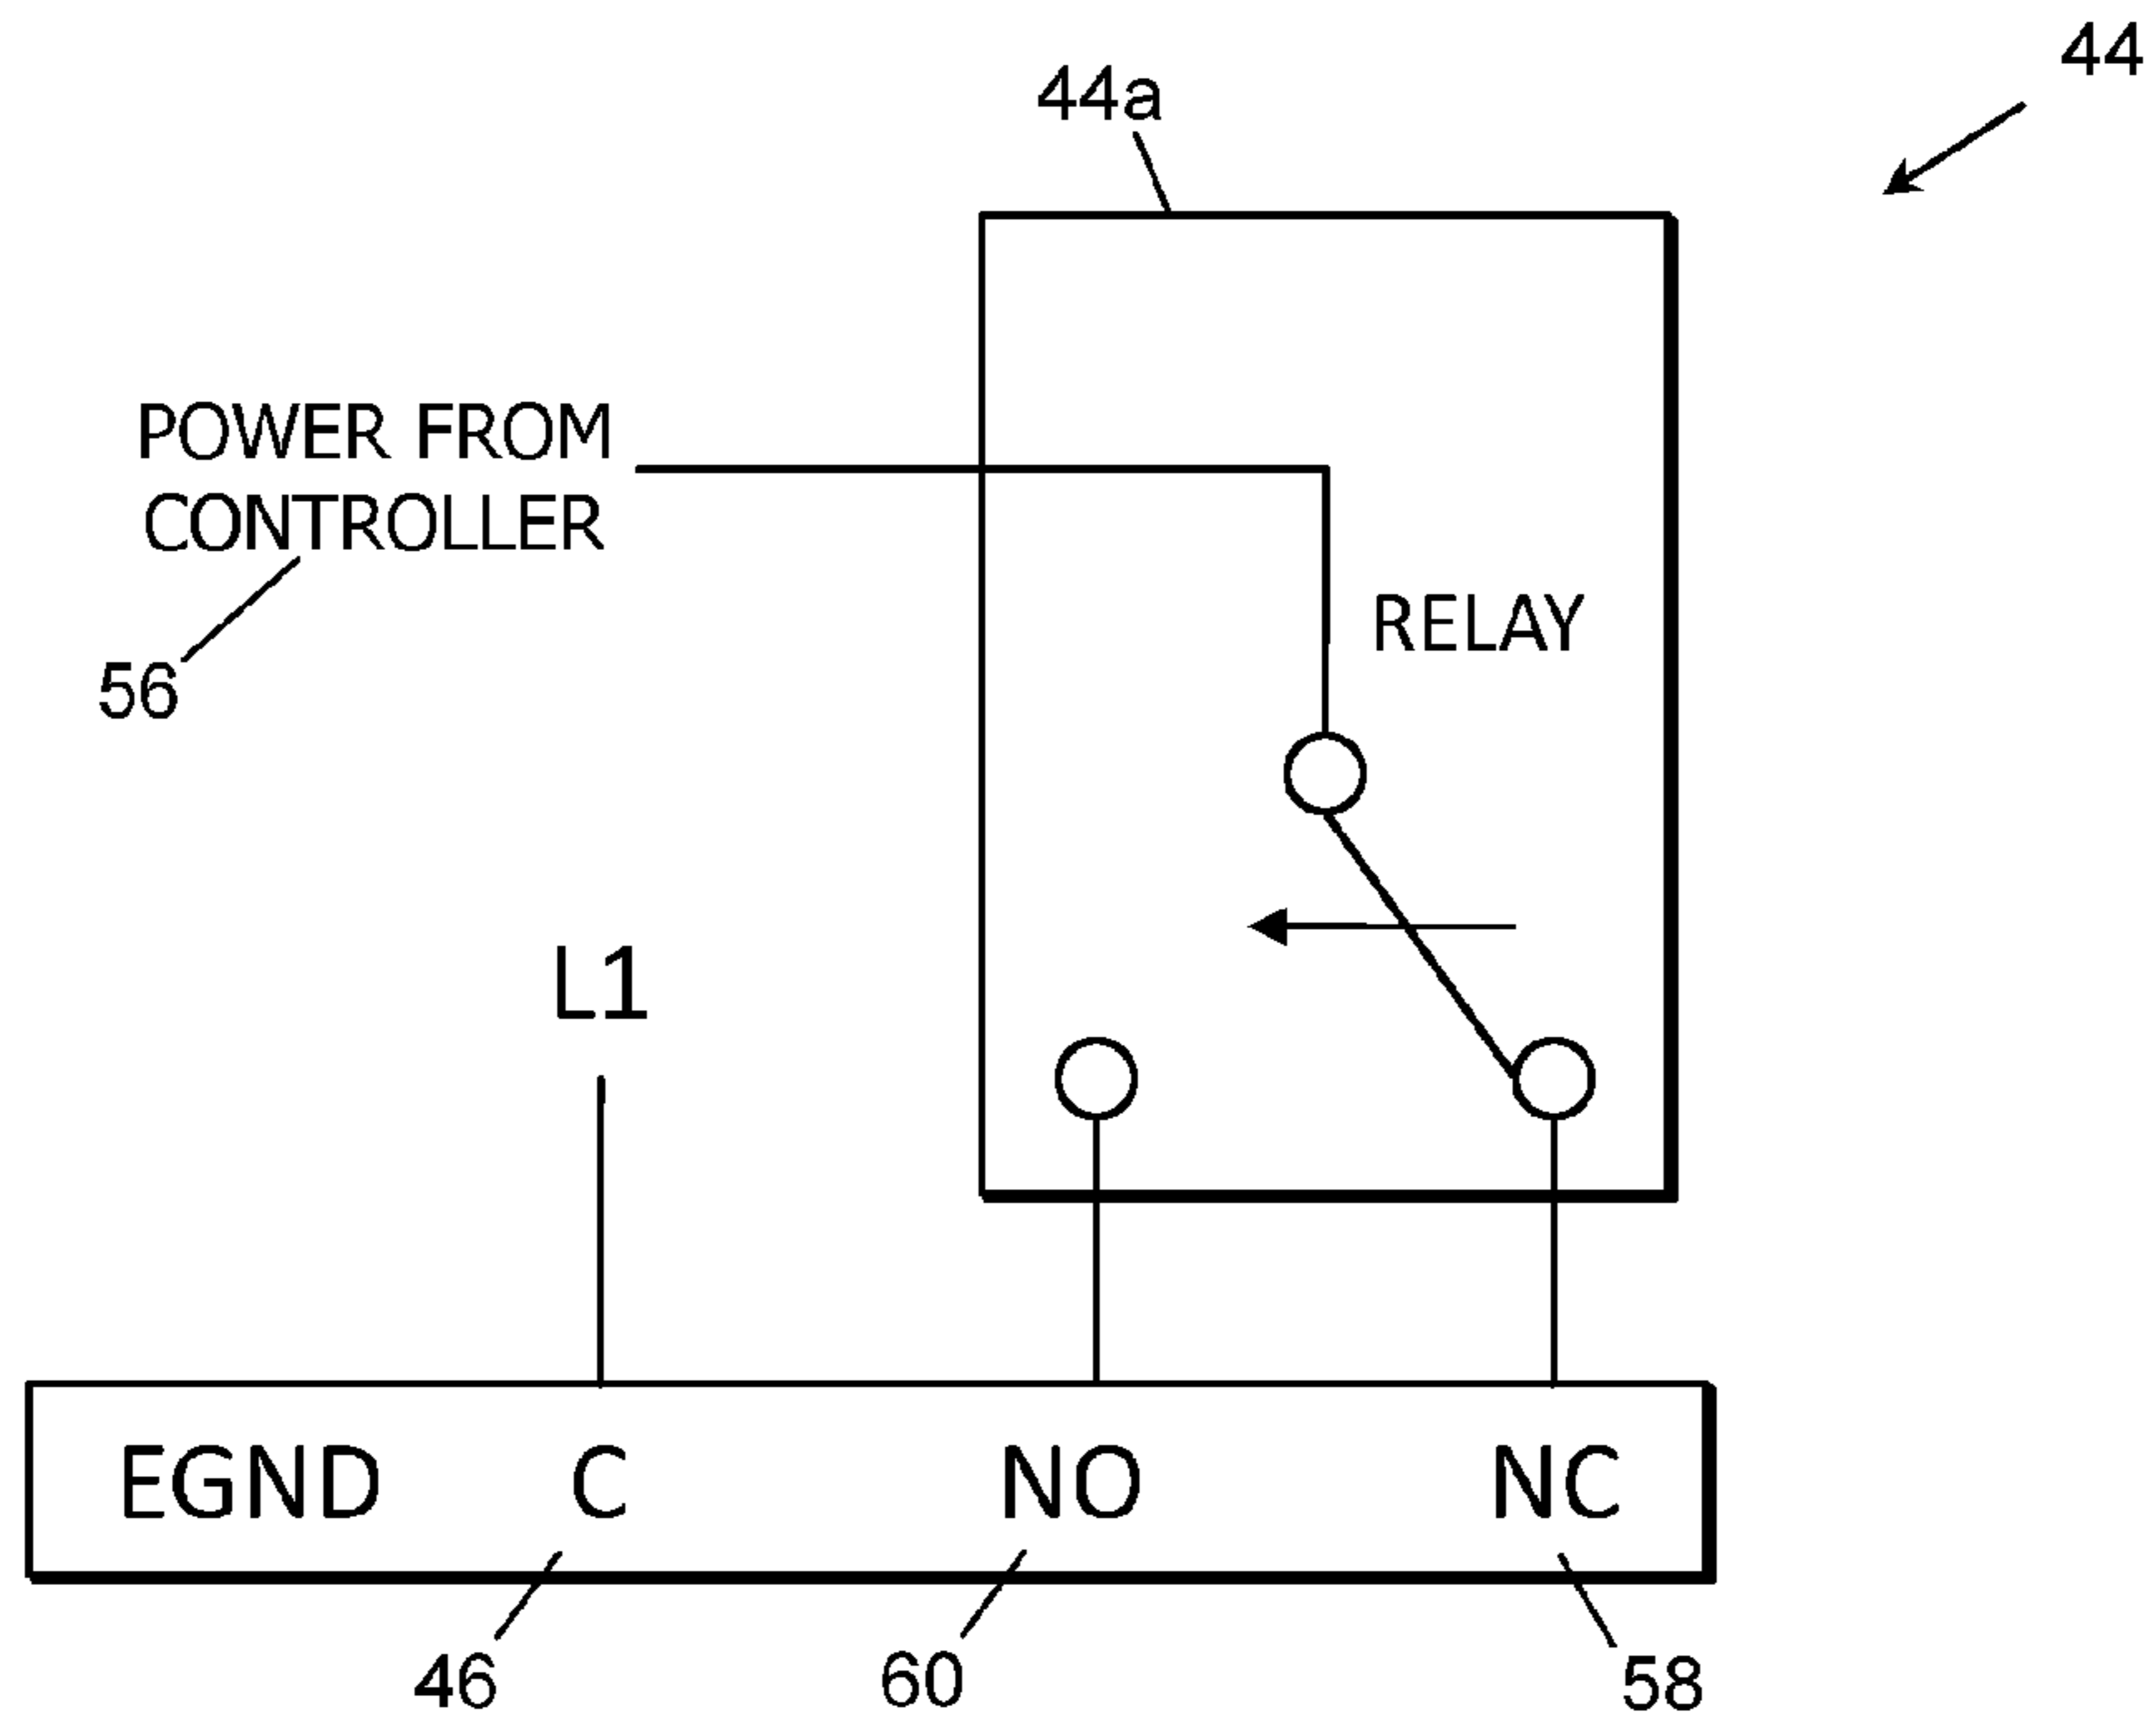 44
44a
POWER FROM
CONTROLLER
56
RELAY
L1
EGND C NO NC
46 60 58